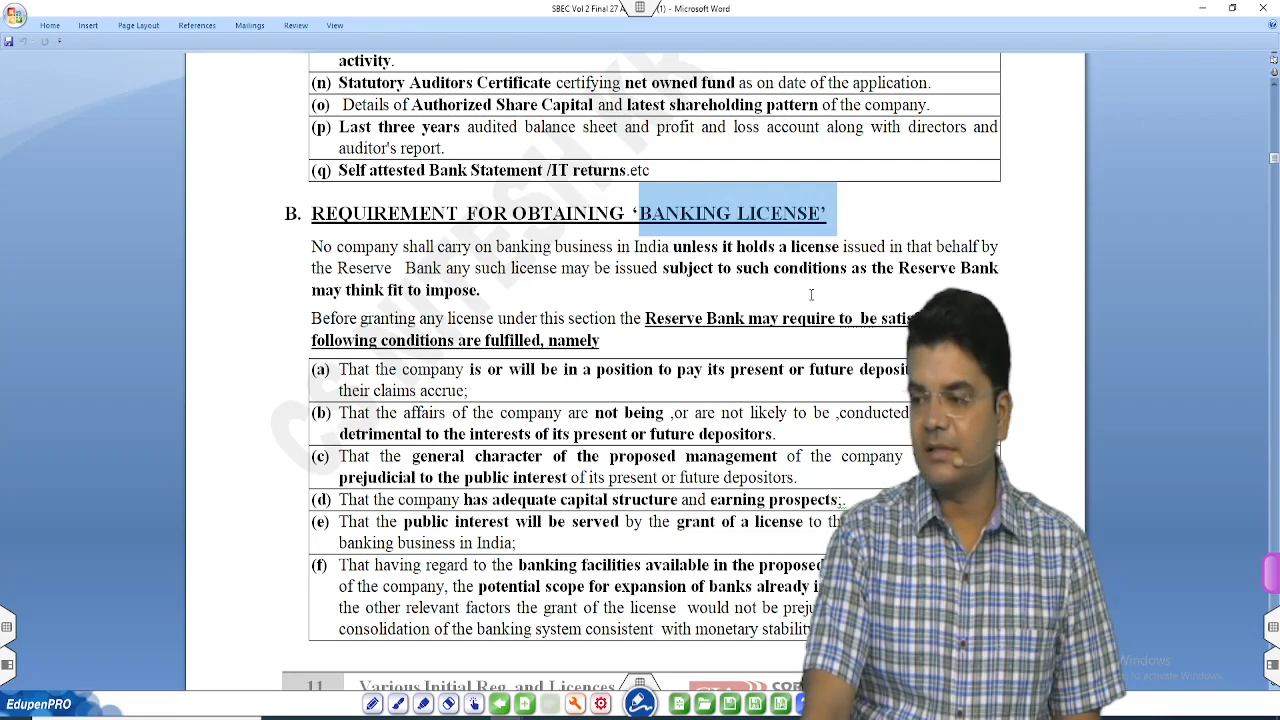 SBEC Vol 2 Final 27 A
(1) - Microsoft Word
Home Insert Page Layout References Mailings Review View
activity.
(n) Statutory Auditors Certificate certifying net owned fund as on date of the application.
(o) Details of Authorized Share Capital and latest shareholding pattern of the company.
(p) Last three years audited balance sheet and profit and loss account along with directors and
auditor's report.
(q) Self attested Bank Statement /IT returns.etc
B. REQUIREMENT FOR OBTAINING ‘BANKING LICENSE’
No company shall carry on banking business in India unless it holds a license issued in that behalf by
the Reserve Bank any such license may be issued subject to such conditions as the Reserve Bank
may think fit to impose.
Before granting any license under this section the Reserve Bank may require to be satisf
following conditions are fulfilled, namely
(a) That the company is or will be in a position to pay its present or future deposit
their claims accrue;
(b) That the affairs of the company are not being ,or are not likely to be ,conducted
detrimental to the interests of its present or future depositors.
(c) That the general character of the proposed management of the company
prejudicial to the public interest of its present or future depositors.
(d) That the company has adequate capital structure and earning prospects;.
(e) That the public interest will be served by the grant of a license to th
banking business in India;
(f) That having regard to the banking facilities available in the proposed
of the company, the potential scope for expansion of banks already i
the other relevant factors the grant of the license would not be preju
consolidation of the banking system consistent with monetary stability
11 Various Initial Reg. and Licences
EdupenPRO